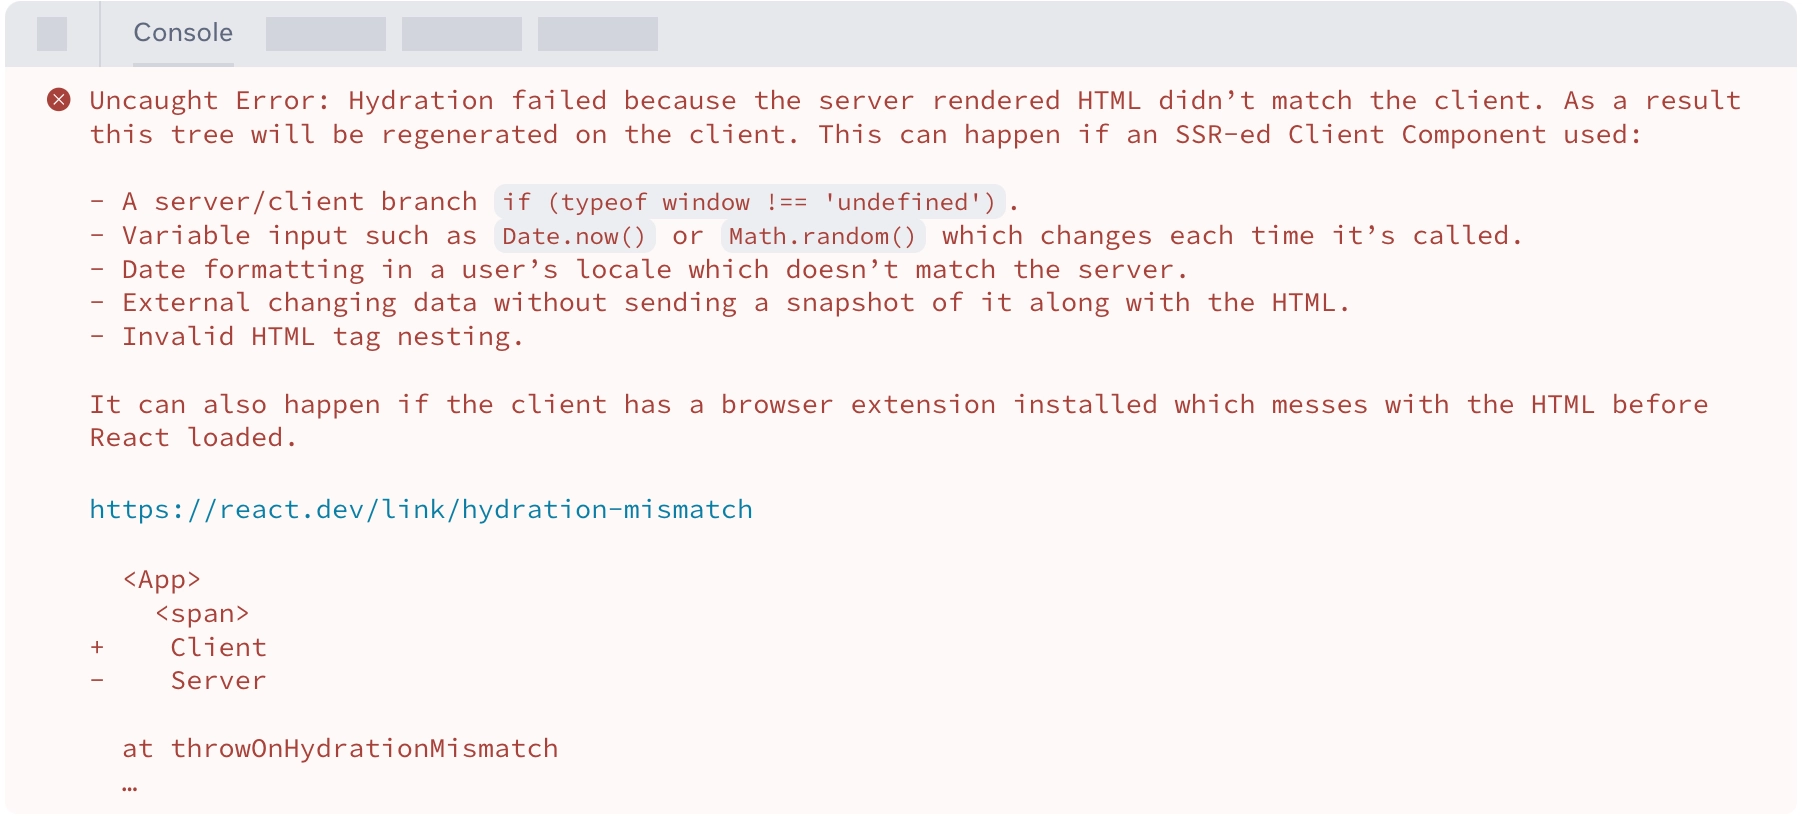 Console
Uncaught Error: Hydration failed because the server rendered HTML didn’t match the client. As a result
this tree will be regenerated on the client. This can happen if an SSR-ed Client Component used:
- A server/client branch if (typeof window !== 'undefined').
- Variable input such as Date.now() or Math.random() which changes each time it’s called.
- Date formatting in a user’s locale which doesn’t match the server.
- External changing data without sending a snapshot of it along with the HTML.
- Invalid HTML tag nesting.
It can also happen if the client has a browser extension installed which messes with the HTML before
React loaded.
https://react.dev/link/hydration-mismatch
<App>
<span>
+ Client
- Server
at throwOnHydrationMismatch
…